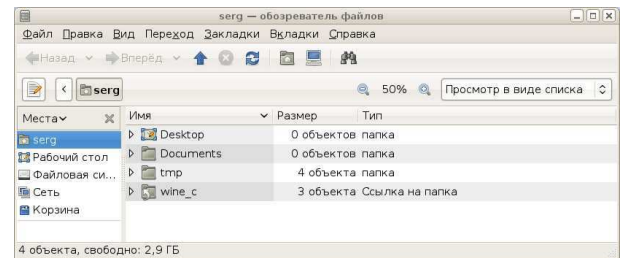 serg — обозреватель файлов
Файл Правка Вид Переход Закладки Вкладки Справка
Назад Вперёд
serg 50% Просмотр в виде списка
Места Имя Размер Тип
serg Desktop 0 объектов папка
Рабочий стол Documents 0 объектов папка
Файловая си... tmp 4 объекта папка
Сеть wine_c 3 объекта Ссылка на папка
Корзина
4 объекта, свободно: 2,9 ГБ